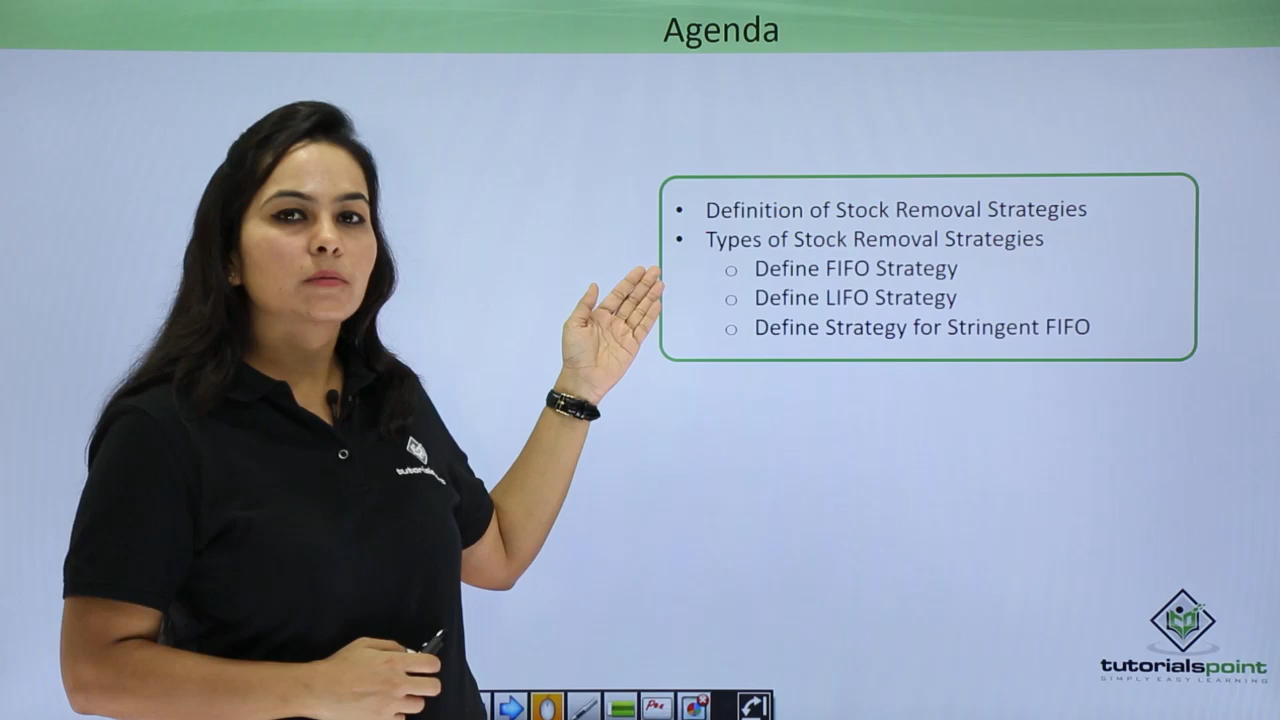 Agenda
• Definition of Stock Removal Strategies
• Types of Stock Removal Strategies
o Define FIFO Strategy
o Define LIFO Strategy
o Define Strategy for Stringent FIFO
tutorialspoint
SIMPLY EASY LEARNING